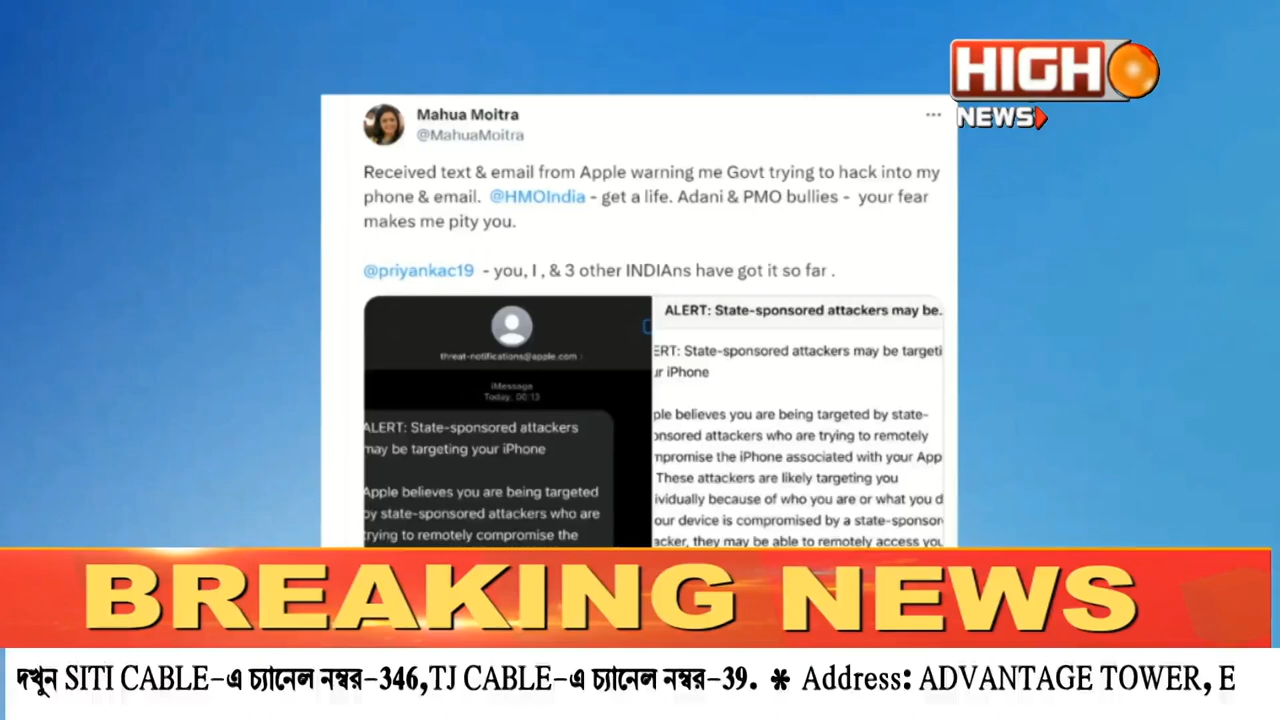 HIGH
NEWS
Mahua Moitra
@MahuaMoitra
Received text & email from Apple warning me Govt trying to hack into my
phone & email. @HMOIndia - get a life. Adani & PMO bullies - your fear
makes me pity you.
@priyankac19 - you, I , & 3 other INDIAns have got it so far .
threat-notifications@apple.com
iMessage
Today, 00:13
ALERT: State-sponsored attackers
may be targeting your iPhone
Apple believes you are being targeted
by state-sponsored attackers who are
trying to remotely compromise the
ALERT: State-sponsored attackers may be.
ERT: State-sponsored attackers may be targeti
ur iPhone
ple believes you are being targeted by state-
onsored attackers who are trying to remotely
mpromise the iPhone associated with your App
These attackers are likely targeting you
ividually because of who you are or what you d
our device is compromised by a state-sponsor
acker, they may be able to remotely access you
BREAKING NEWS
দখুন SITI CABLE-এ চ্যানেল নম্বর-346,TJ CABLE-এ চ্যানেল নম্বর-39. * Address: ADVANTAGE TOWER, E